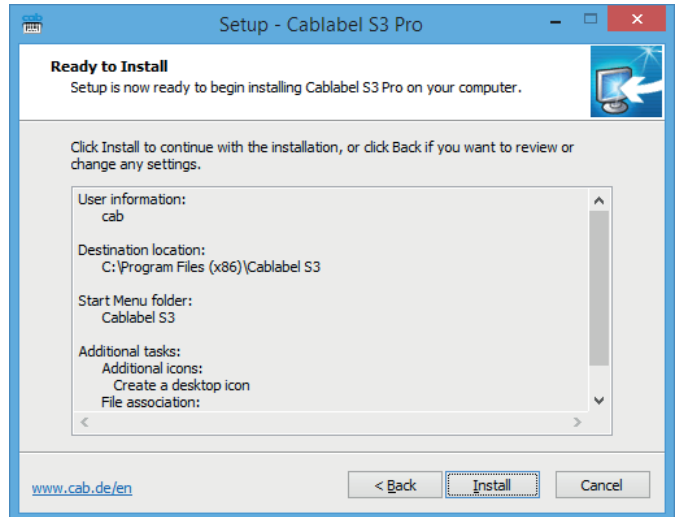 cab
Setup - Cablabel S3 Pro
Ready to Install
Setup is now ready to begin installing Cablabel S3 Pro on your computer.
Click Install to continue with the installation, or click Back if you want to review or
change any settings.
User information:
cab
Destination location:
C:\Program Files (x86)\Cablabel S3
Start Menu folder:
Cablabel S3
Additional tasks:
Additional icons:
Create a desktop icon
File association:
www.cab.de/en
< Back
Install
Cancel